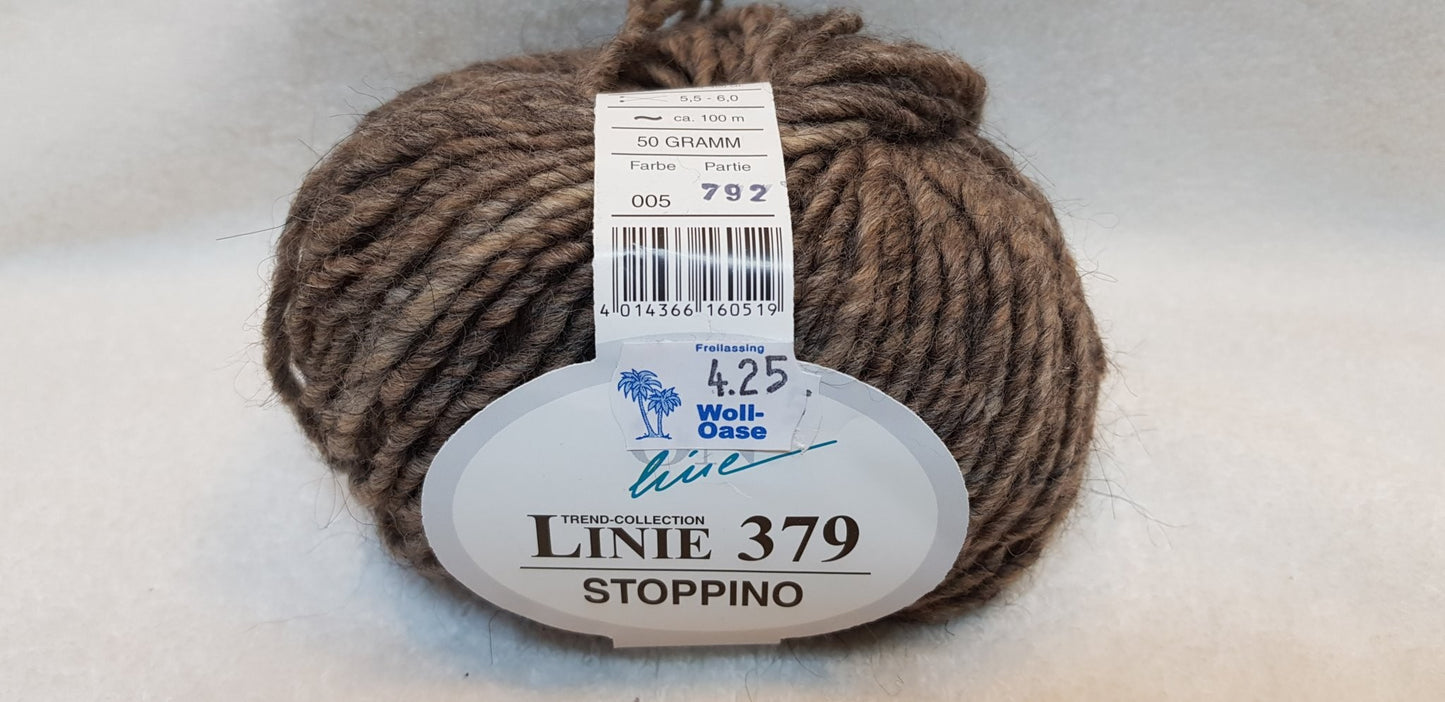 5,5 - 6,0
ca. 100 m
50 GRAMM
Farbe Partie
005 792
4 014366 160519
Freilassing
4.25
Woll-
Oase
line
TREND-COLLECTION
LINIE 379
STOPPINO